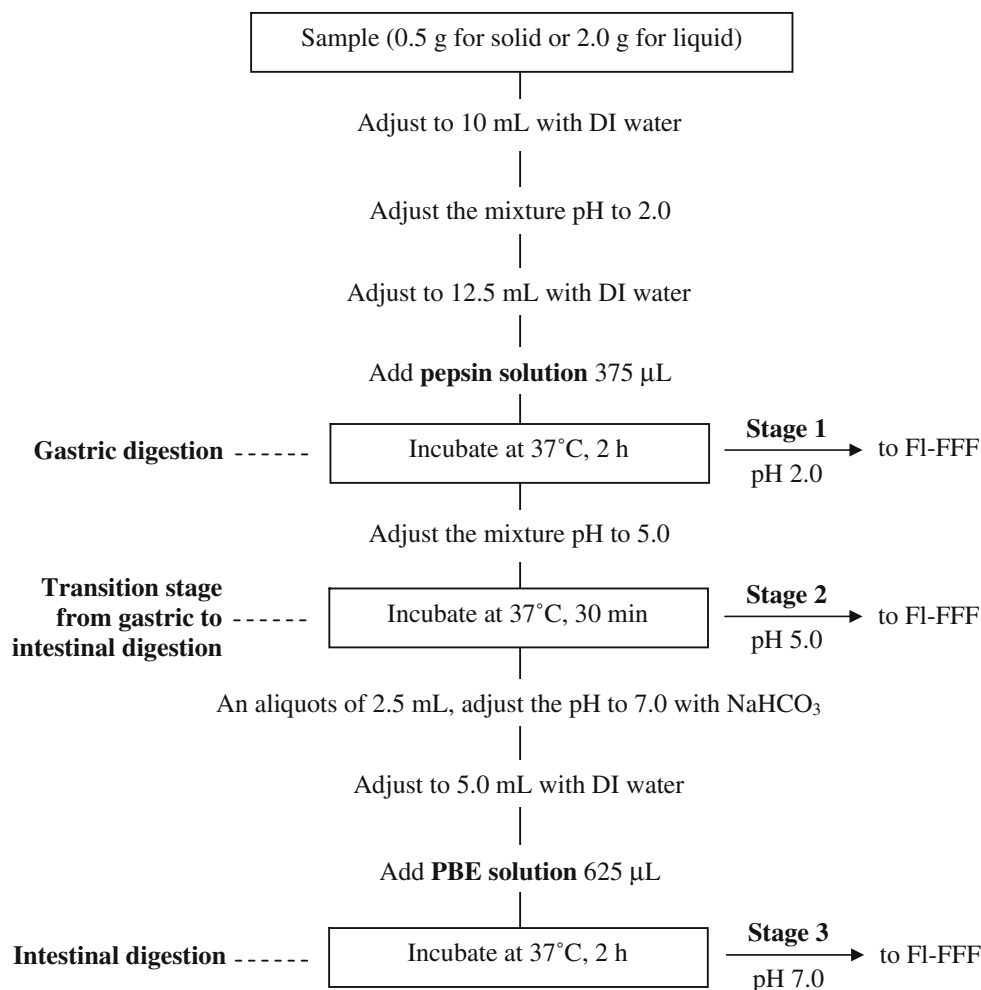 Sample (0.5 g for solid or 2.0 g for liquid)
Adjust to 10 mL with DI water
Adjust the mixture pH to 2.0
Adjust to 12.5 mL with DI water
Add pepsin solution 375 μL
Gastric digestion
Incubate at 37˚C, 2 h
Stage 1
pH 2.0
to Fl-FFF
Adjust the mixture pH to 5.0
Transition stage
from gastric to
intestinal digestion
Incubate at 37˚C, 30 min
Stage 2
pH 5.0
to Fl-FFF
An aliquots of 2.5 mL, adjust the pH to 7.0 with NaHCO₃
Adjust to 5.0 mL with DI water
Add PBE solution 625 μL
Intestinal digestion
Incubate at 37˚C, 2 h
Stage 3
pH 7.0
to Fl-FFF